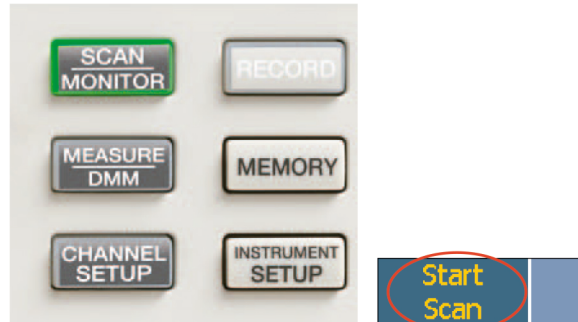 SCAN
MONITOR
RECORD
MEASURE
DMM
MEMORY
CHANNEL
SETUP
INSTRUMENT
SETUP
Start
Scan